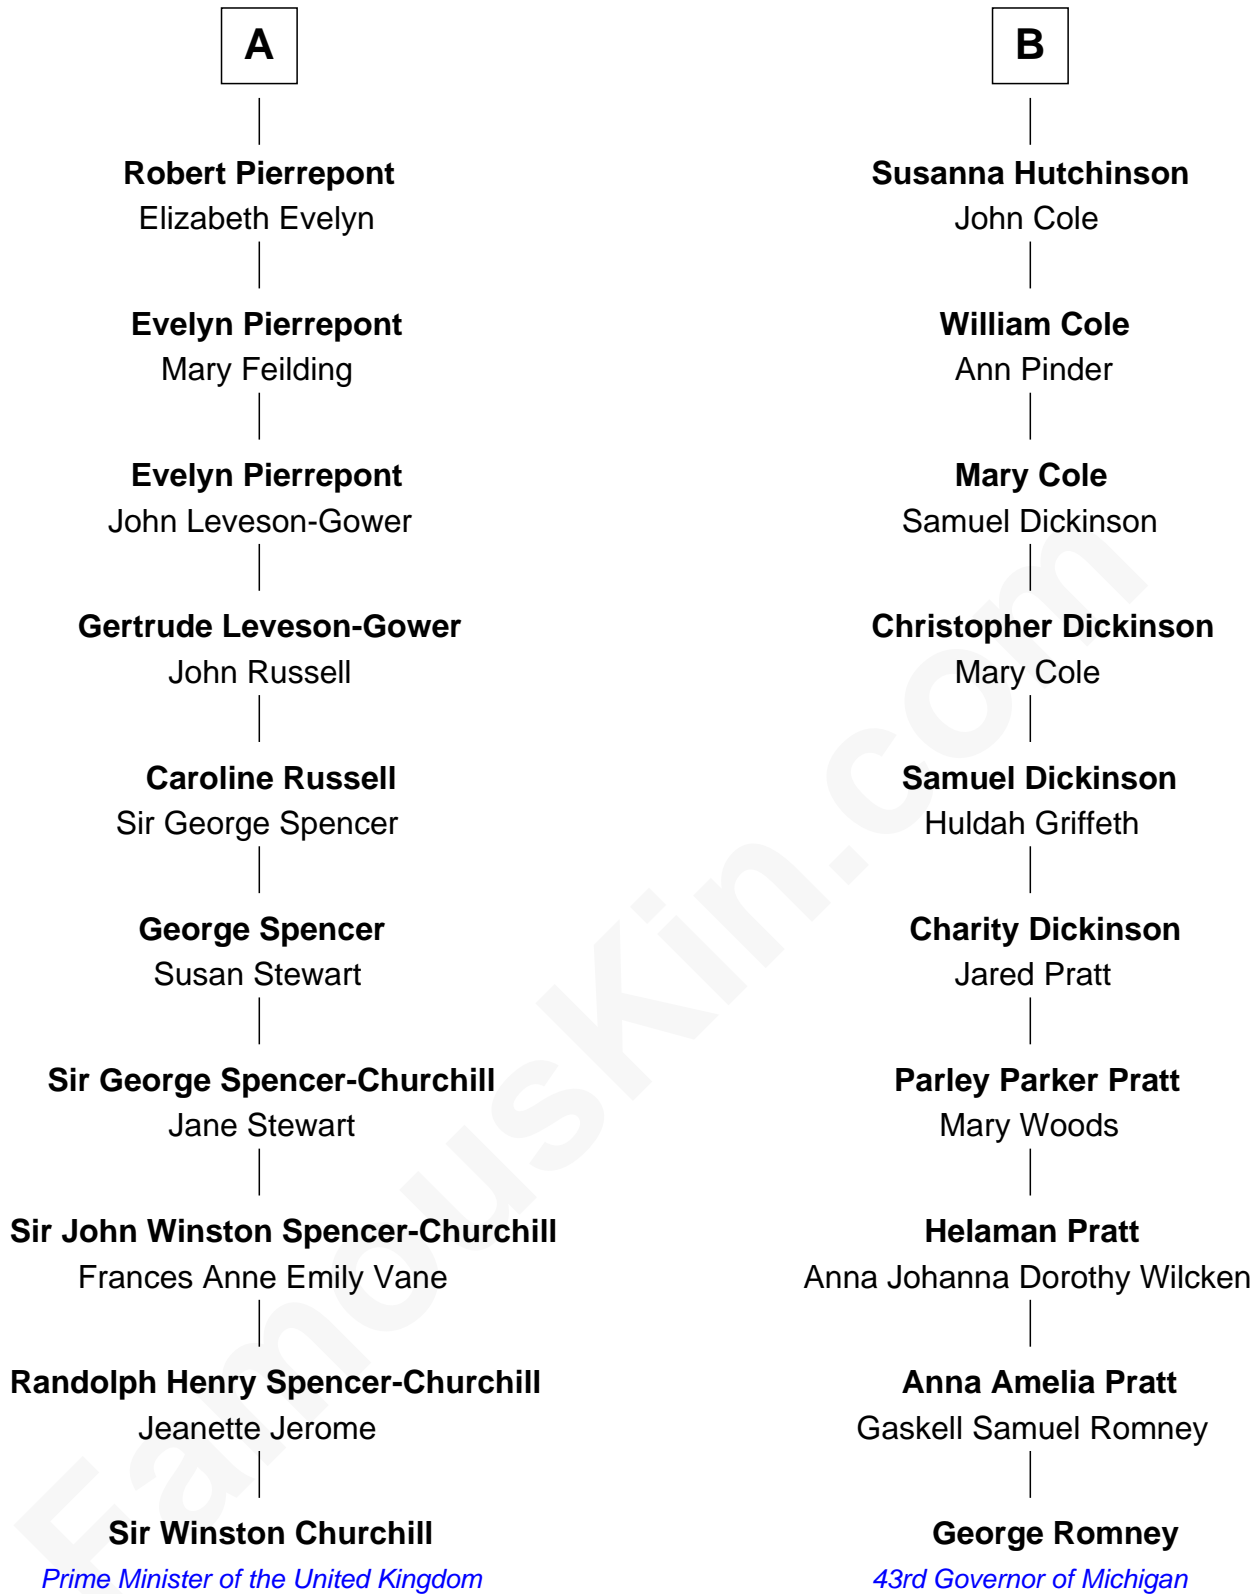 A
Robert Pierrepont
Elizabeth Evelyn
Evelyn Pierrepont
Mary Feilding
Evelyn Pierrepont
John Leveson-Gower
Gertrude Leveson-Gower
John Russell
Caroline Russell
Sir George Spencer
George Spencer
Susan Stewart
Sir George Spencer-Churchill
Jane Stewart
Sir John Winston Spencer-Churchill
Frances Anne Emily Vane
Randolph Henry Spencer-Churchill
Jeanette Jerome
Sir Winston Churchill
Prime Minister of the United Kingdom
B
Susanna Hutchinson
John Cole
William Cole
Ann Pinder
Mary Cole
Samuel Dickinson
Christopher Dickinson
Mary Cole
Samuel Dickinson
Huldah Griffeth
Charity Dickinson
Jared Pratt
Parley Parker Pratt
Mary Woods
Helaman Pratt
Anna Johanna Dorothy Wilcken
Anna Amelia Pratt
Gaskell Samuel Romney
George Romney
43rd Governor of Michigan
FamousKin.com